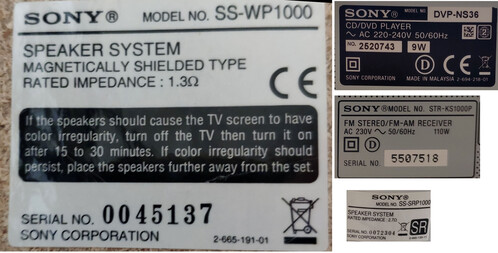 SONY® MODEL NO. SS-WP1000
SPEAKER SYSTEM
MAGNETICALLY SHIELDED TYPE
RATED IMPEDANCE : 1.3Ω
CE
If the speakers should cause the TV screen to have
color irregularity, turn off the TV then turn it on
after 15 to 30 minutes. If color irregularity should
persist, place the speakers further away from the set.
SERIAL NO. 0045137
SONY CORPORATION 2-665-191-01
SONY® DVP-NS36
CD/DVD PLAYER
AC 220-240V 50/60Hz
NO. 2520743 9W
SONY CORPORATION MADE IN MALAYSIA
SONY® MODEL NO. STR-KS1000P
FM STEREO/FM-AM RECEIVER
AC 230V ~ 50/60Hz 110W
SERIAL NO. 5507518
SONY®
MODEL NO. SS-SRP1000
SPEAKER SYSTEM
SR
SONY CORPORATION